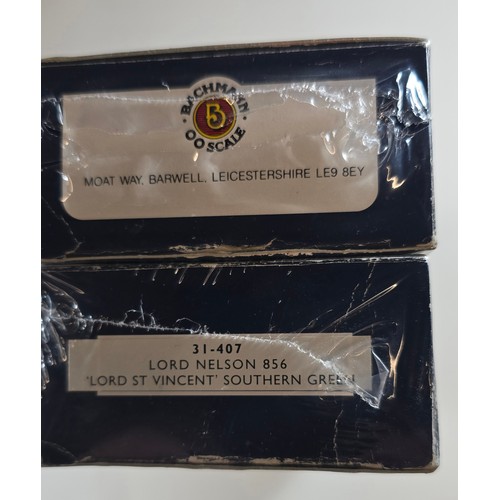 BACHMANN
OO SCALE
MOAT WAY, BARWELL, LEICESTERSHIRE LE9 8EY
31-407
LORD NELSON 856
'LORD ST VINCENT' SOUTHERN GREEN